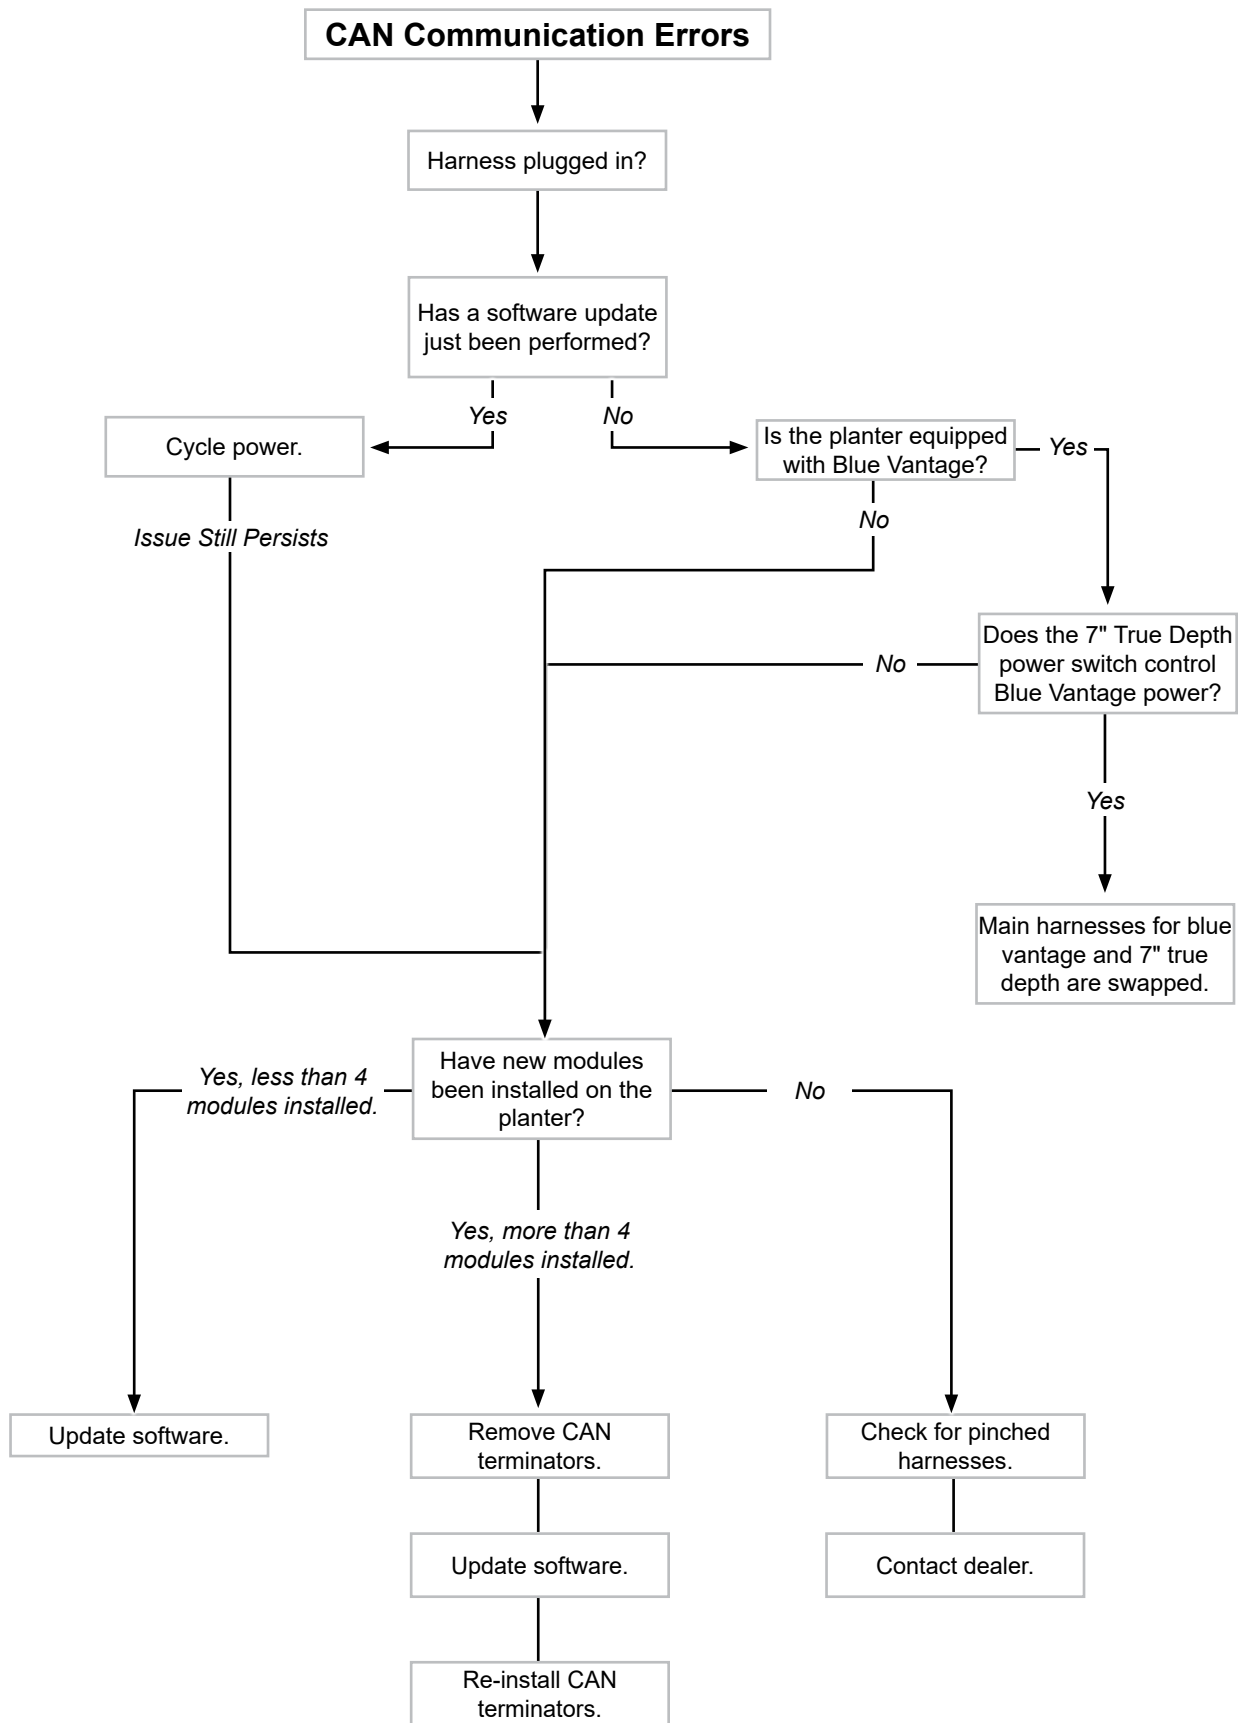 CAN Communication Errors
Harness plugged in?
Has a software update
just been performed?
Yes
No
Cycle power.
Is the planter equipped
with Blue Vantage?
Yes
Issue Still Persists
No
Does the 7" True Depth
power switch control
Blue Vantage power?
No
Yes
Main harnesses for blue
vantage and 7" true
depth are swapped.
Have new modules
been installed on the
planter?
Yes, less than 4
modules installed.
No
Yes, more than 4
modules installed.
Update software.
Remove CAN
terminators.
Check for pinched
harnesses.
Update software.
Contact dealer.
Re-install CAN
terminators.